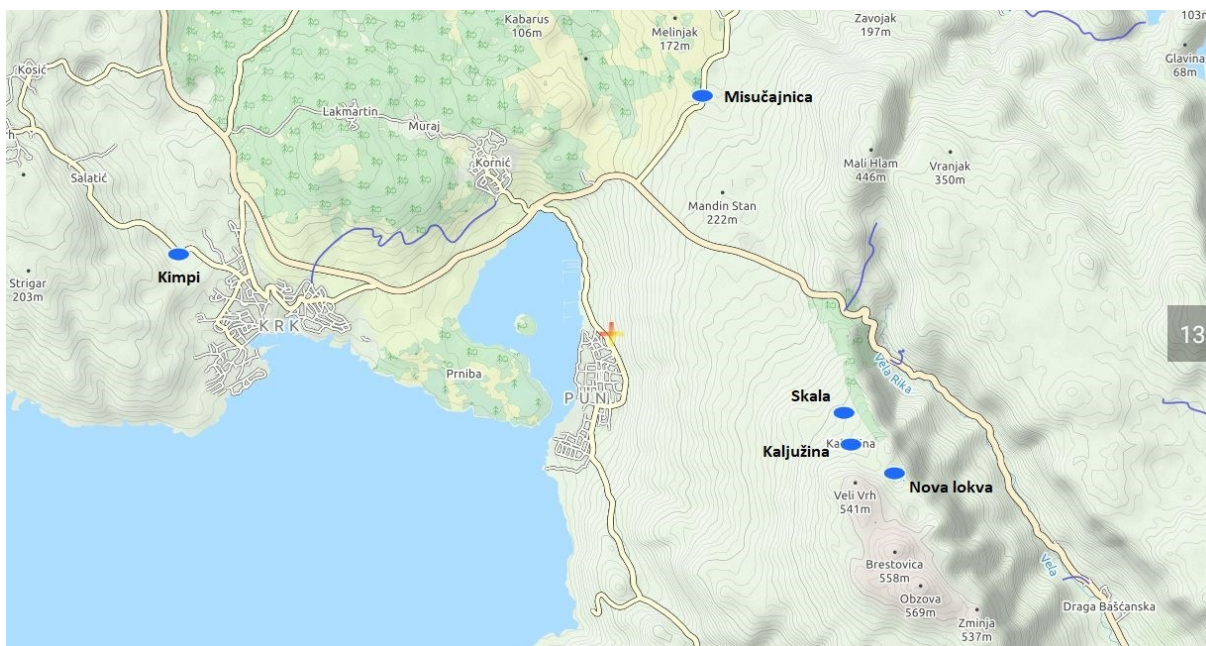 Kabarus
106m
Melinjak
172m
Zavojak
197m
103m
Glavina
68m
Kosić
Misučajnica
Lakmartin
Muraj
Kornić
Mali Hlam
446m
Vranjak
350m
Salatić
Mandin Stan
222m
Kimpi
Strigar
203m
KRK
13
Prniba
Vela Rika
PUN
Skala
Kaljužina
Nova lokva
Veli Vrh
541m
Brestovica
558m
Obzova
569m
Vela
Draga Bašćanska
Zminja
537m